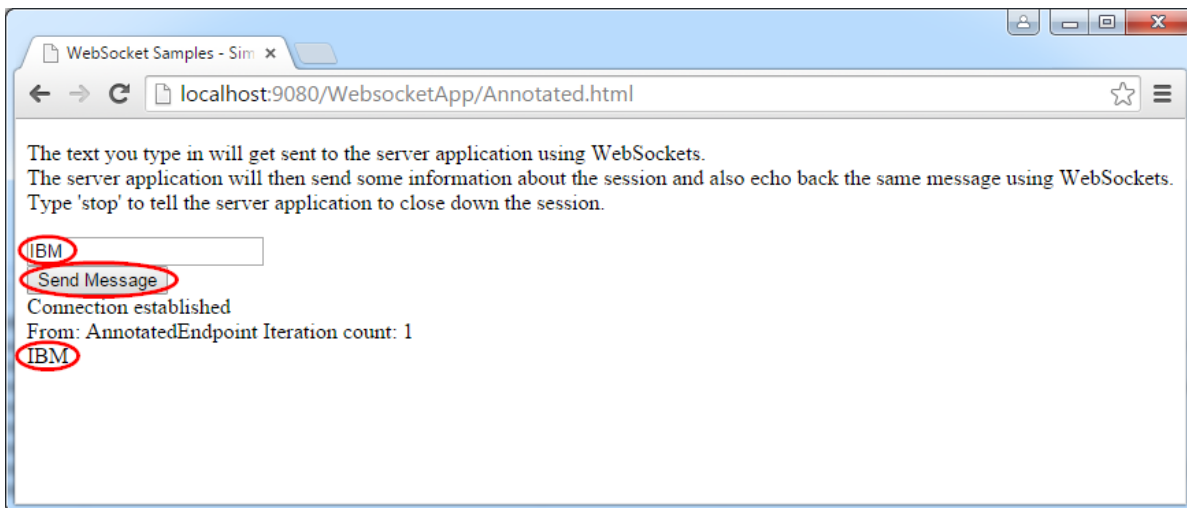 WebSocket Samples - Sim
localhost:9080/WebsocketApp/Annotated.html
The text you type in will get sent to the server application using WebSockets.
The server application will then send some information about the session and also echo back the same message using WebSockets.
Type 'stop' to tell the server application to close down the session.
IBM
Send Message
Connection established
From: AnnotatedEndpoint Iteration count: 1
IBM